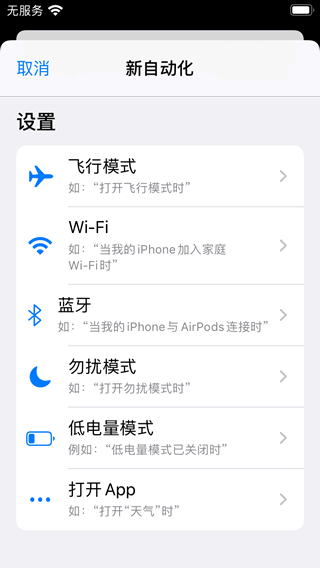 无服务
取消
新自动化
设置
飞行模式
如：“打开飞行模式时”
Wi-Fi
如：“当我的 iPhone 加入家庭
Wi-Fi 时”
蓝牙
如：“当我的 iPhone 与 AirPods 连接时”
勿扰模式
如：“打开勿扰模式时”
低电量模式
例如：“低电量模式已关闭时”
打开 App
如：“打开“天气”时”